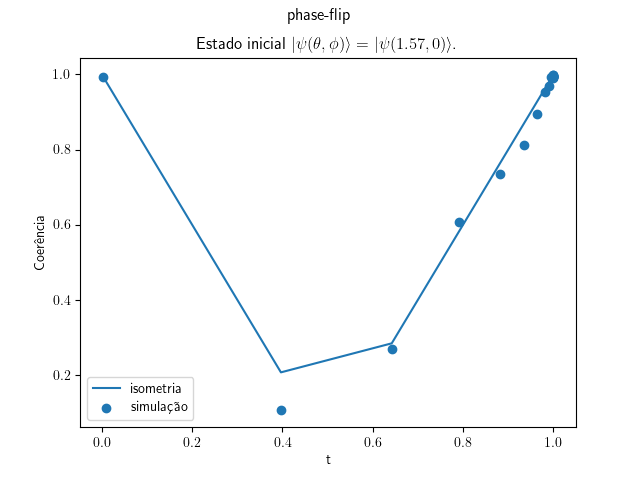 phase-flip
Estado inicial |ψ(θ, ϕ)⟩ = |ψ(1.57, 0)⟩.
1.0
0.8
0.6
0.4
0.2
Coerência
isometria
simulação
0.0 0.2 0.4 0.6 0.8 1.0
t